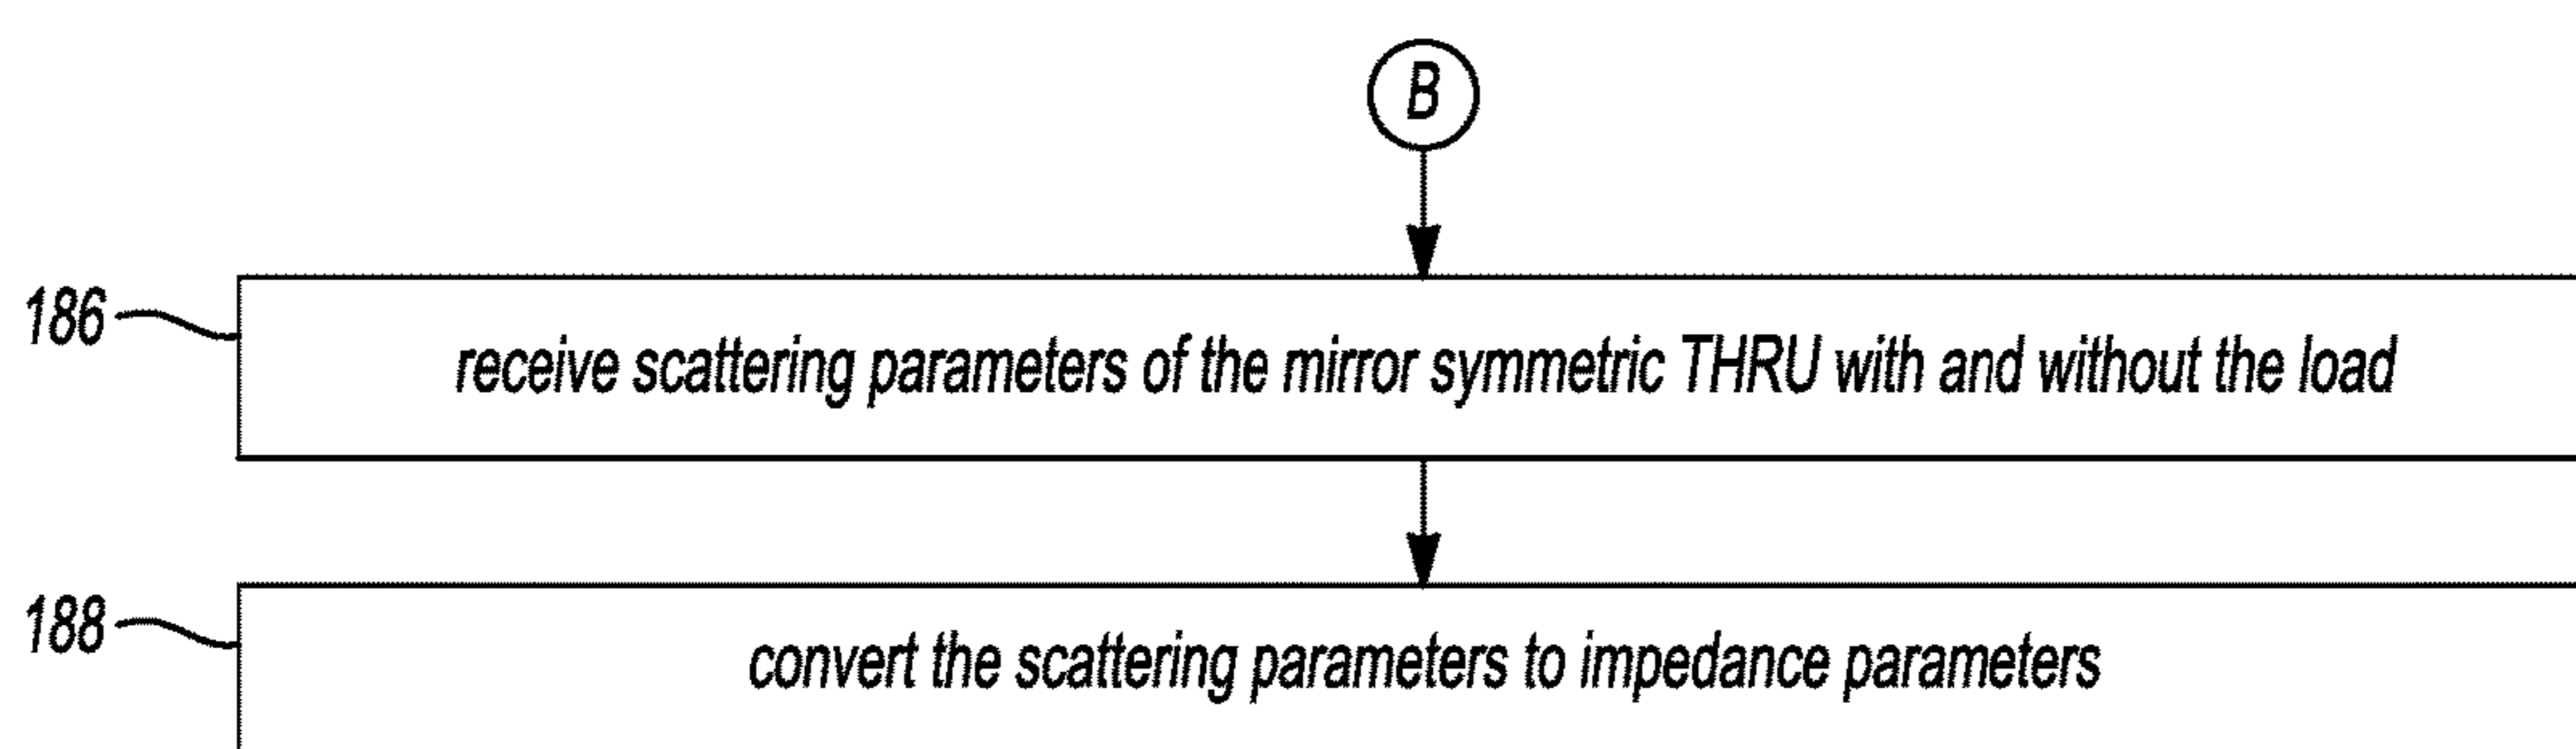 B
186
receive scattering parameters of the mirror symmetric THRU with and without the load
188
convert the scattering parameters to impedance parameters